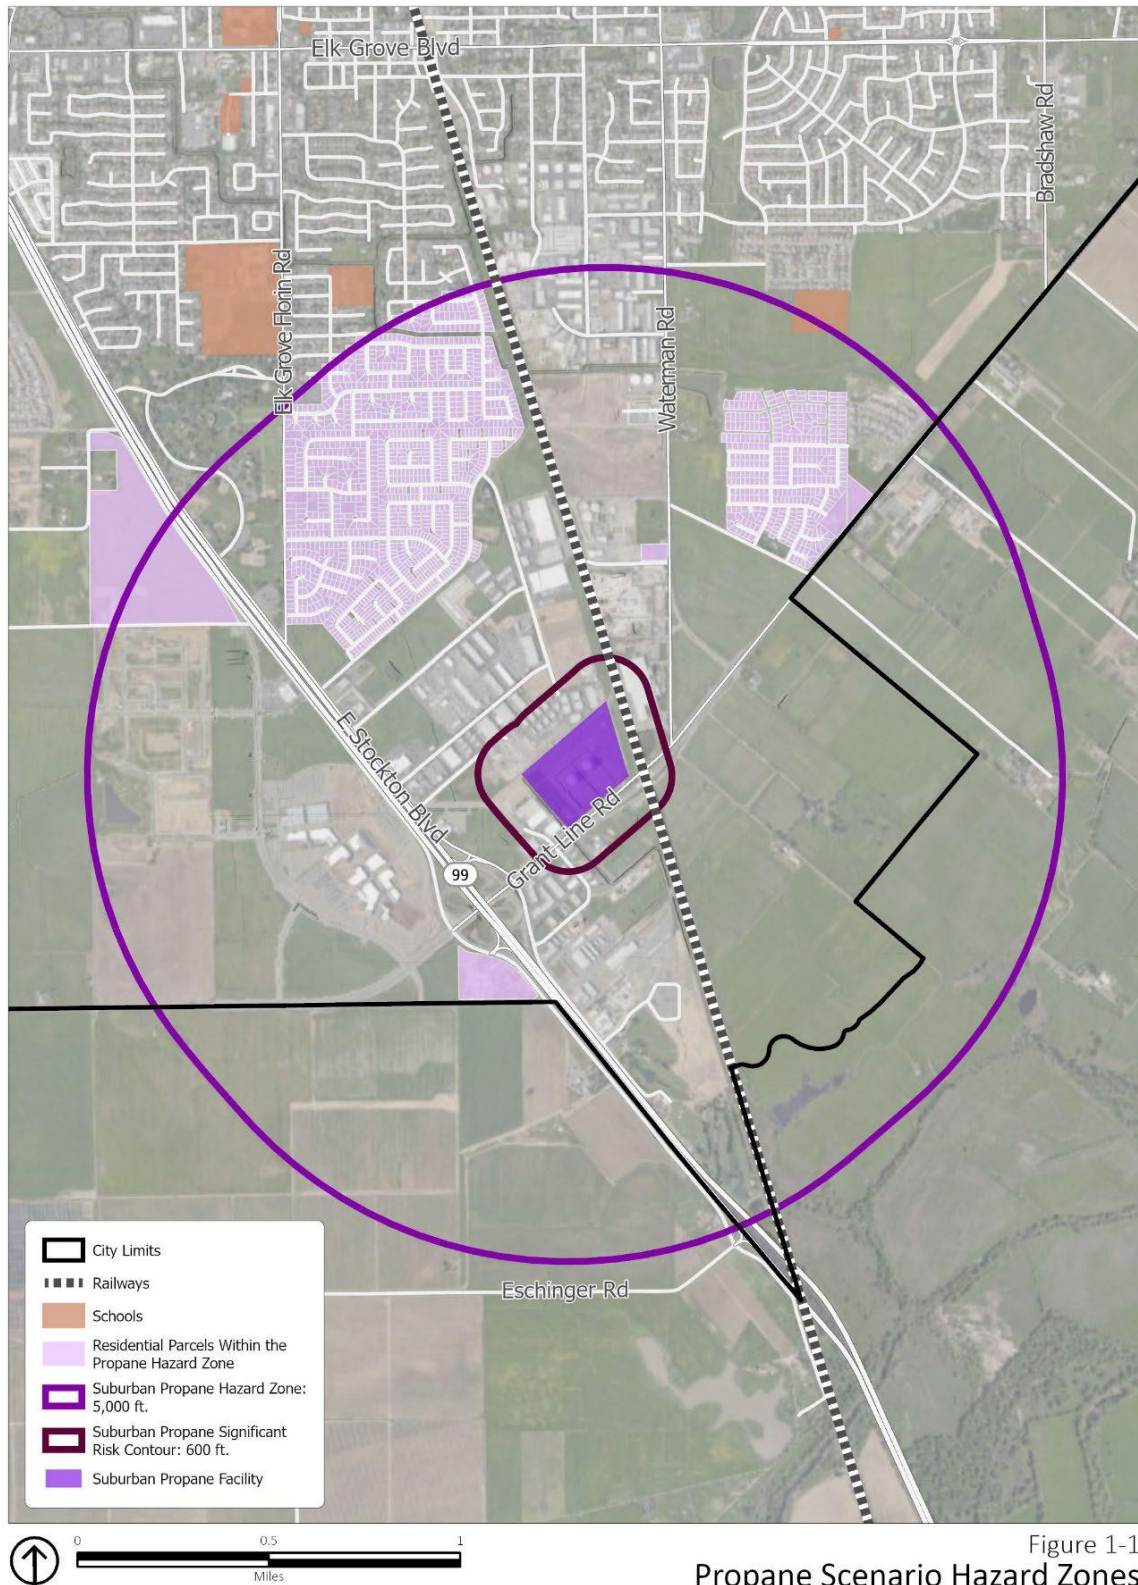 Elk Grove Blvd
Bradshaw Rd
Elk Grove Florin Rd
Waterman Rd
E Stockton Blvd
Grant Line Rd
99
Eschinger Rd
City Limits
Railways
Schools
Residential Parcels Within the
Propane Hazard Zone
Suburban Propane Hazard Zone:
5,000 ft.
Suburban Propane Significant
Risk Contour: 600 ft.
Suburban Propane Facility
0 0.5 1
Miles
Figure 1-1
Propane Scenario Hazard Zones